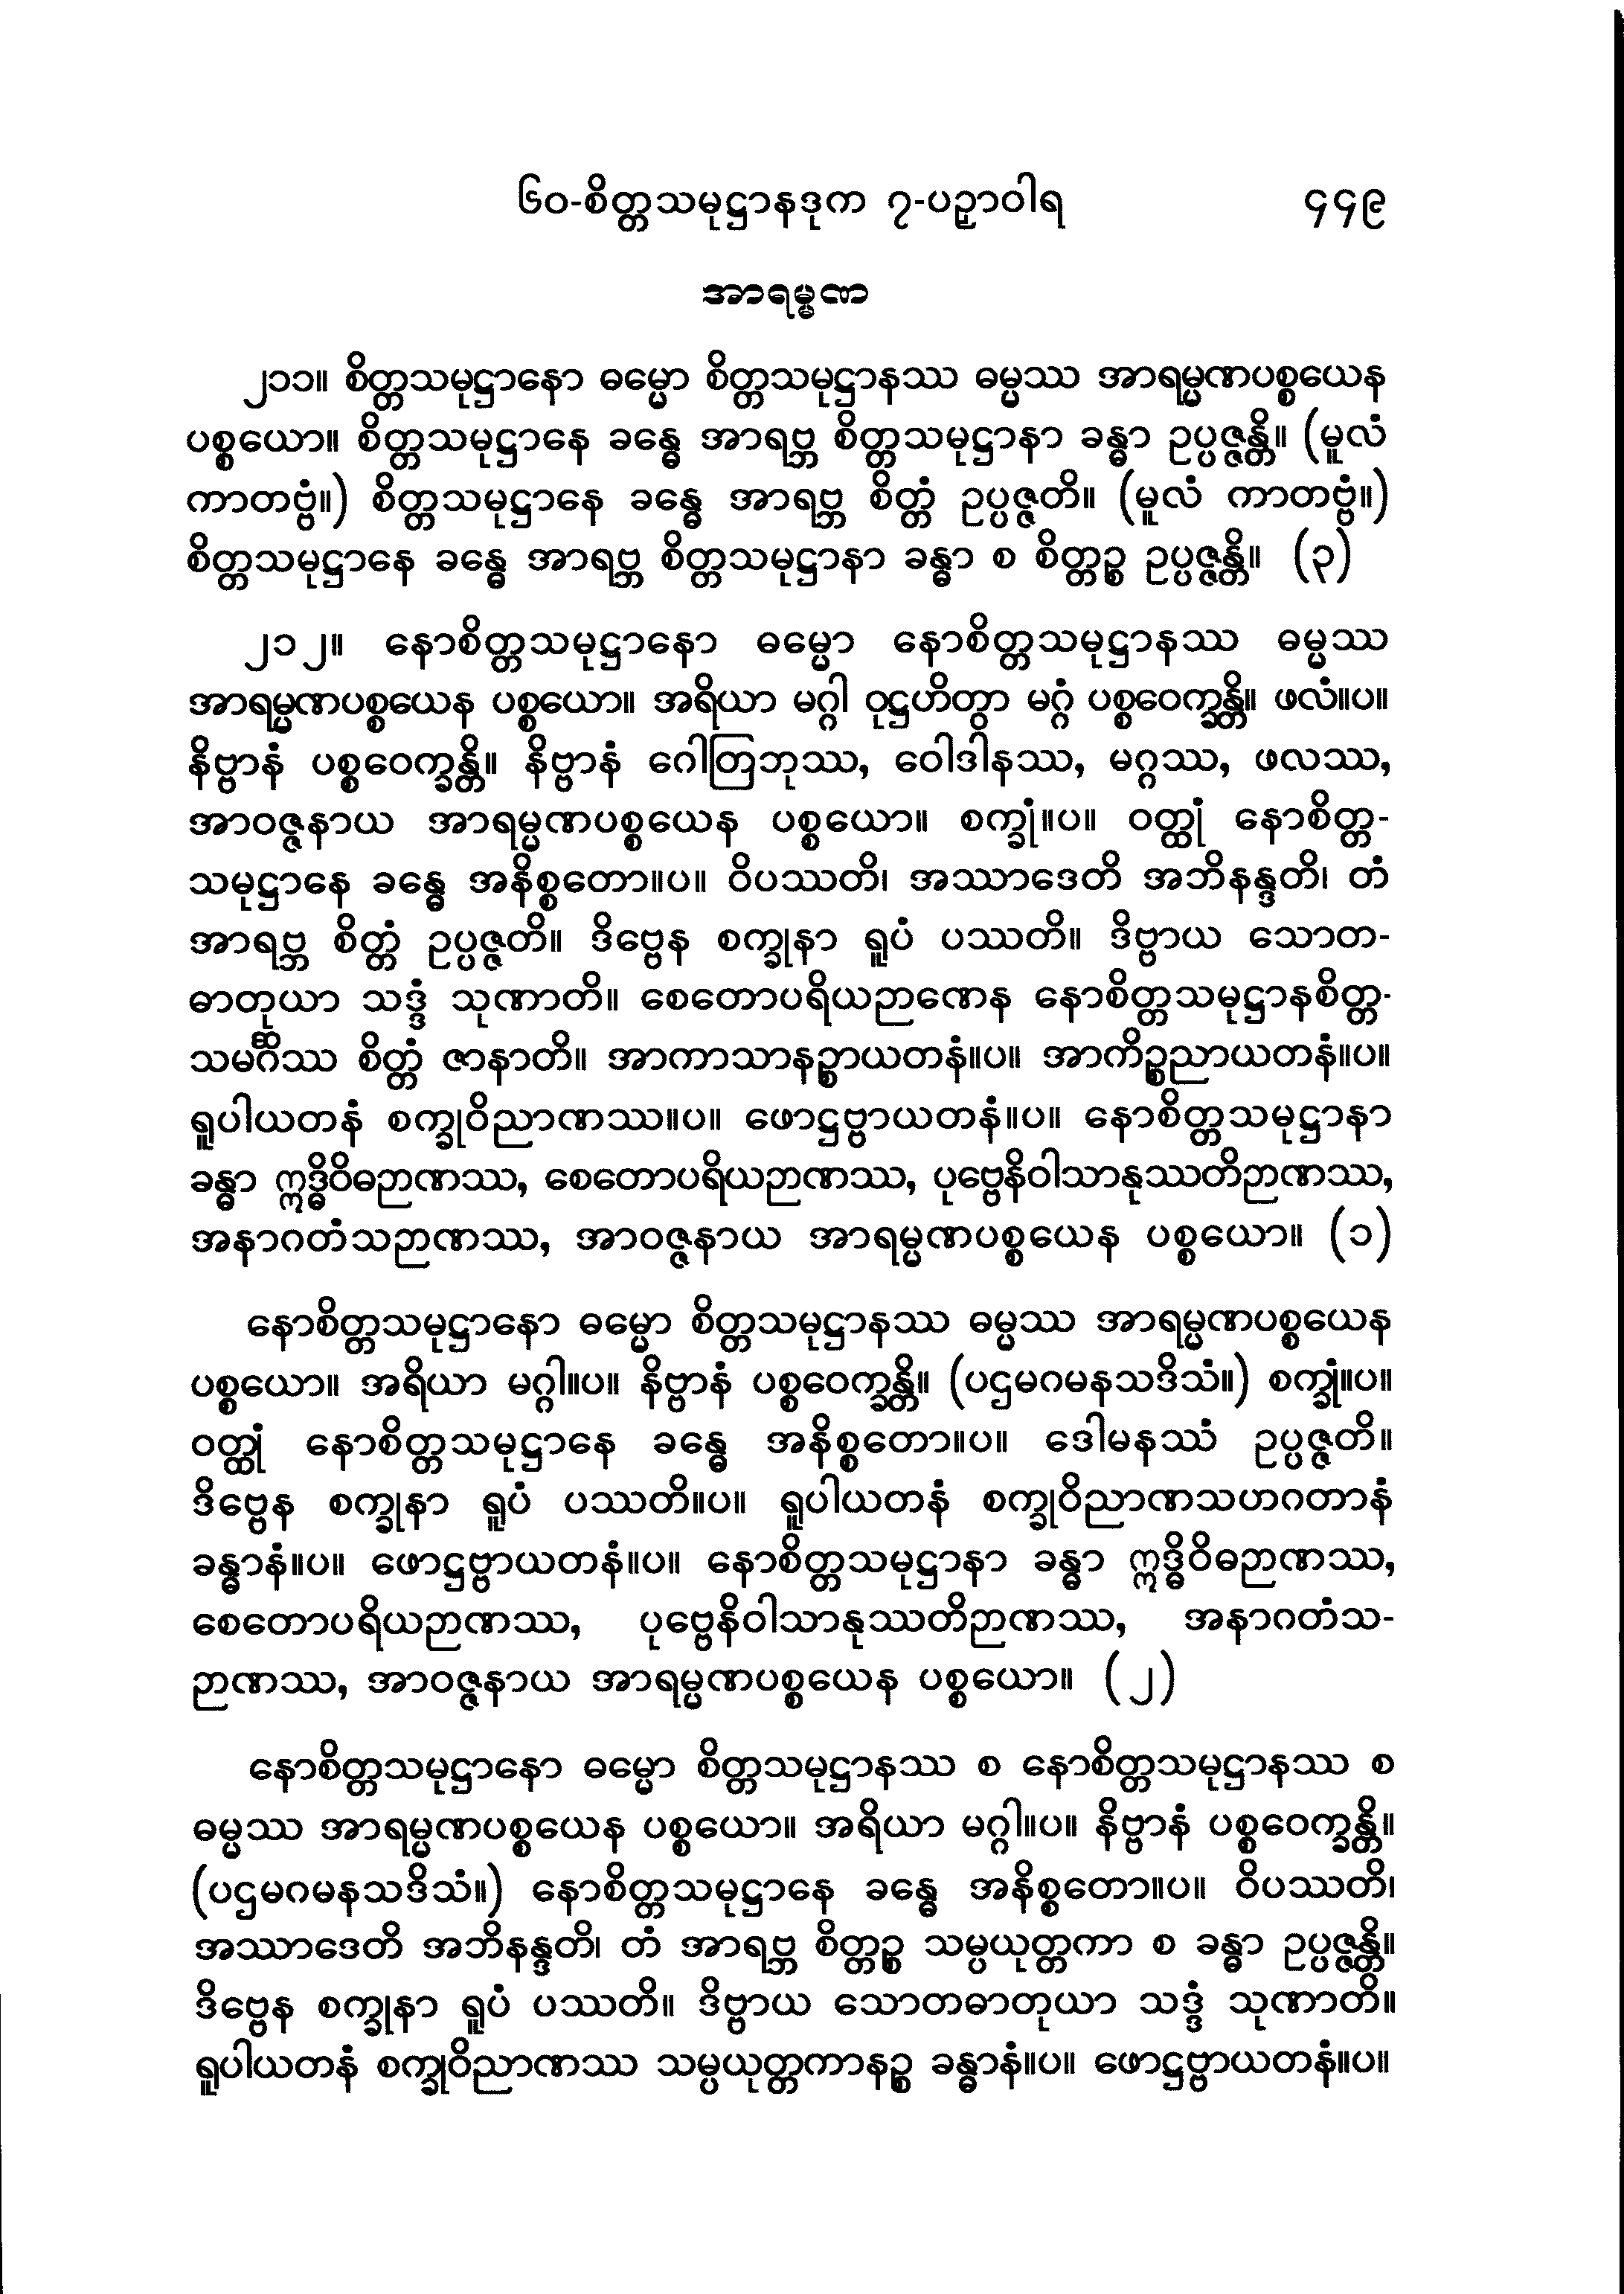 ၆၀-စိတ္တသမုဋ္ဌာနဒုက ၇-ပဉှာဝါရ ၄၄၉
အာရမ္မဏ
၂၁၁။ စိတ္တသမုဋ္ဌာနော ဓမ္မော စိတ္တသမုဋ္ဌာနဿ ဓမ္မဿ အာရမ္မဏပစ္စယေန
ပစ္စယော။ စိတ္တသမုဋ္ဌာနေ ခန္ဓေ အာရဗ္ဘ စိတ္တသမုဋ္ဌာနာ ခန္ဓာ ဥပ္ပဇ္ဇန္တိ။ (မူလံ
ကာတဗ္ဗံ။) စိတ္တသမုဋ္ဌာနေ ခန္ဓေ အာရဗ္ဘ စိတ္တံ ဥပ္ပဇ္ဇတိ။ (မူလံ ကာတဗ္ဗံ။)
စိတ္တသမုဋ္ဌာနေ ခန္ဓေ အာရဗ္ဘ စိတ္တသမုဋ္ဌာနာ ခန္ဓာ စ စိတ္တဉ္စ ဥပ္ပဇ္ဇန္တိ။ (၃)
၂၁၂။ နောစိတ္တသမုဋ္ဌာနော ဓမ္မော နောစိတ္တသမုဋ္ဌာနဿ ဓမ္မဿ
အာရမ္မဏပစ္စယေန ပစ္စယော။ အရိယာ မဂ္ဂါ ဝုဋ္ဌဟိတွာ မဂ္ဂံ ပစ္စဝေက္ခန္တိ။ ဖလံ။ပ။
နိဗ္ဗာနံ ပစ္စဝေက္ခန္တိ။ နိဗ္ဗာနံ ဂေါတြဘုဿ, ဝေါဒါနဿ, မဂ္ဂဿ, ဖလဿ,
အာဝဇ္ဇနာယ အာရမ္မဏပစ္စယေန ပစ္စယော။ စက္ခုံ။ပ။ ဝတ္ထုံ နောစိတ္တ-
သမုဋ္ဌာနေ ခန္ဓေ အနိစ္စတော။ပ။ ဝိပဿတိ၊ အဿာဒေတိ အဘိနန္ဒတိ၊ တံ
အာရဗ္ဘ စိတ္တံ ဥပ္ပဇ္ဇတိ။ ဒိဗ္ဗေန စက္ခုနာ ရူပံ ပဿတိ။ ဒိဗ္ဗာယ သောတ-
ဓာတုယာ သဒ္ဒံ သုဏာတိ။ စေတောပရိယဉာဏေန နောစိတ္တသမုဋ္ဌာနစိတ္တ-
သမင်္ဂိဿ စိတ္တံ ဇာနာတိ။ အာကာသာနဉ္စာယတနံ။ပ။ အာကိဉ္စညာယတနံ။ပ။
ရူပါယတနံ စက္ခုဝိညာဏဿ။ပ။ ဖောဋ္ဌဗ္ဗာယတနံ။ပ။ နောစိတ္တသမုဋ္ဌာနာ
ခန္ဓာ ဣဒ္ဓိဝိဓဉာဏဿ, စေတောပရိယဉာဏဿ, ပုဗ္ဗေနိဝါသာနုဿတိဉာဏဿ,
အနာဂတံသဉာဏဿ, အာဝဇ္ဇနာယ အာရမ္မဏပစ္စယေန ပစ္စယော။ (၁)
နောစိတ္တသမုဋ္ဌာနော ဓမ္မော စိတ္တသမုဋ္ဌာနဿ ဓမ္မဿ အာရမ္မဏပစ္စယေန
ပစ္စယော။ အရိယာ မဂ္ဂါ။ပ။ နိဗ္ဗာနံ ပစ္စဝေက္ခန္တိ။ (ပဌမဂမနသဒိသံ။) စက္ခုံ။ပ။
ဝတ္ထုံ နောစိတ္တသမုဋ္ဌာနေ ခန္ဓေ အနိစ္စတော။ပ။ ဒေါမနဿံ ဥပ္ပဇ္ဇတိ။
ဒိဗ္ဗေန စက္ခုနာ ရူပံ ပဿတိ။ပ။ ရူပါယတနံ စက္ခုဝိညာဏသဟဂတာနံ
ခန္ဓာနံ။ပ။ ဖောဋ္ဌဗ္ဗာယတနံ။ပ။ နောစိတ္တသမုဋ္ဌာနာ ခန္ဓာ ဣဒ္ဓိဝိဓဉာဏဿ,
စေတောပရိယဉာဏဿ, ပုဗ္ဗေနိဝါသာနုဿတိဉာဏဿ, အနာဂတံသ-
ဉာဏဿ, အာဝဇ္ဇနာယ အာရမ္မဏပစ္စယေန ပစ္စယော။ (၂)
နောစိတ္တသမုဋ္ဌာနော ဓမ္မော စိတ္တသမုဋ္ဌာနဿ စ နောစိတ္တသမုဋ္ဌာနဿ စ
ဓမ္မဿ အာရမ္မဏပစ္စယေန ပစ္စယော။ အရိယာ မဂ္ဂါ။ပ။ နိဗ္ဗာနံ ပစ္စဝေက္ခန္တိ။
(ပဌမဂမနသဒိသံ။) နောစိတ္တသမုဋ္ဌာနေ ခန္ဓေ အနိစ္စတော။ပ။ ဝိပဿတိ၊
အဿာဒေတိ အဘိနန္ဒတိ၊ တံ အာရဗ္ဘ စိတ္တဉ္စ သမ္ပယုတ္တကာ စ ခန္ဓာ ဥပ္ပဇ္ဇန္တိ။
ဒိဗ္ဗေန စက္ခုနာ ရူပံ ပဿတိ။ ဒိဗ္ဗာယ သောတဓာတုယာ သဒ္ဒံ သုဏာတိ။
ရူပါယတနံ စက္ခုဝိညာဏဿ သမ္ပယုတ္တကာနဉ္စ ခန္ဓာနံ။ပ။ ဖောဋ္ဌဗ္ဗာယတနံ။ပ။